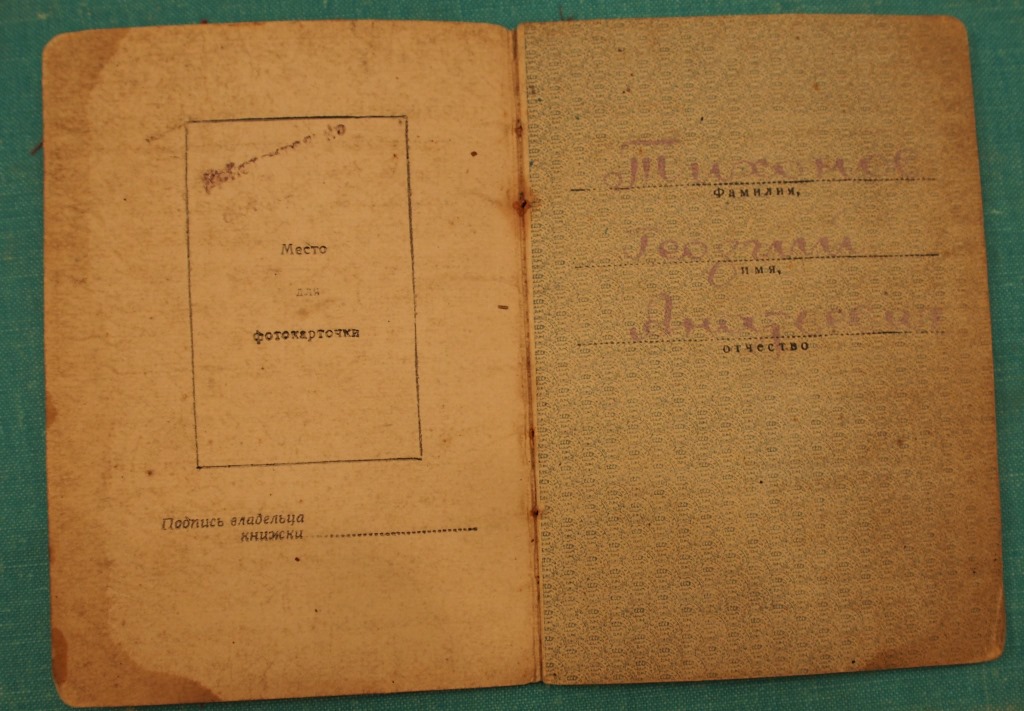 Место
для
фотокарточки
Подпись владельца
книжки
Тихонов
Фамилия,
Георгий
имя,
отчество